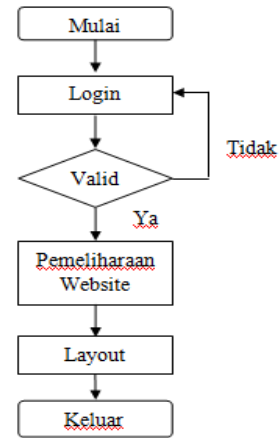 Mulai
Login
Valid
Tidak
Ya
Pemeliharaan
Website
Layout
Keluar